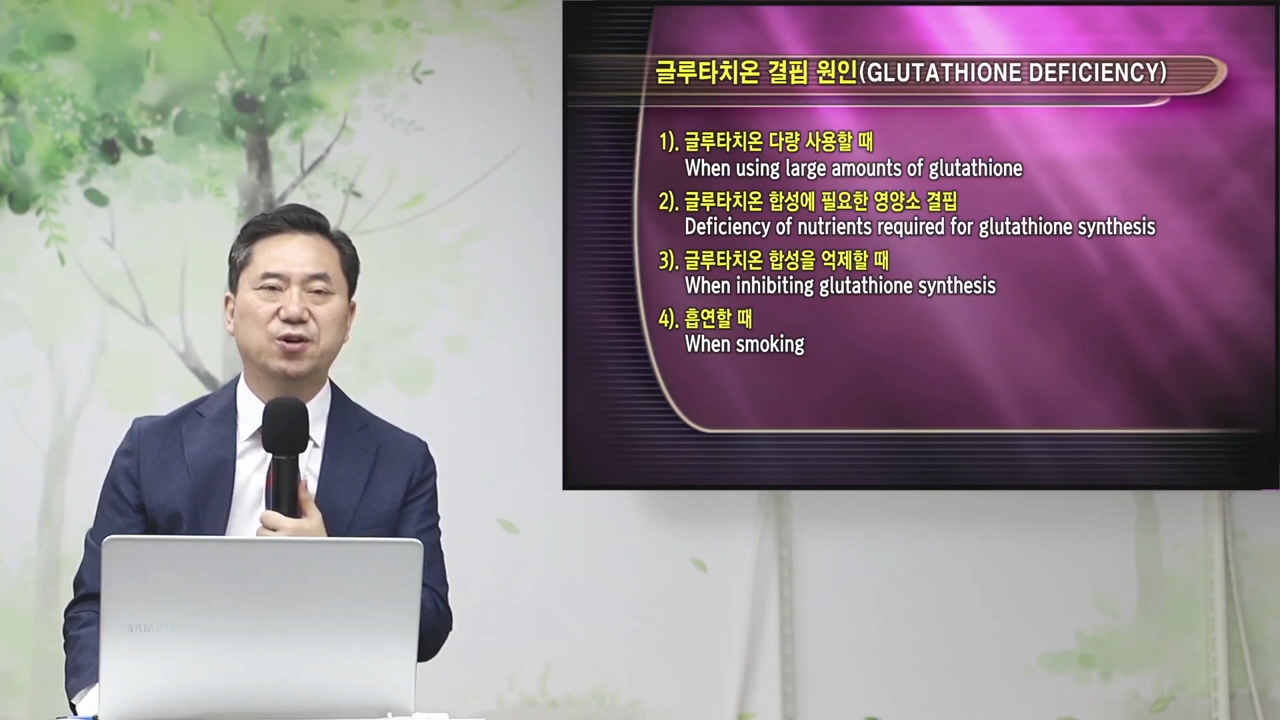 글루타치온 결핍 원인(GLUTATHIONE DEFICIENCY)
1). 글루타치온 다량 사용할 때
When using large amounts of glutathione
2). 글루타치온 합성에 필요한 영양소 결핍
Deficiency of nutrients required for glutathione synthesis
3). 글루타치온 합성을 억제할 때
When inhibiting glutathione synthesis
4). 흡연할 때
When smoking
SAMSUNG